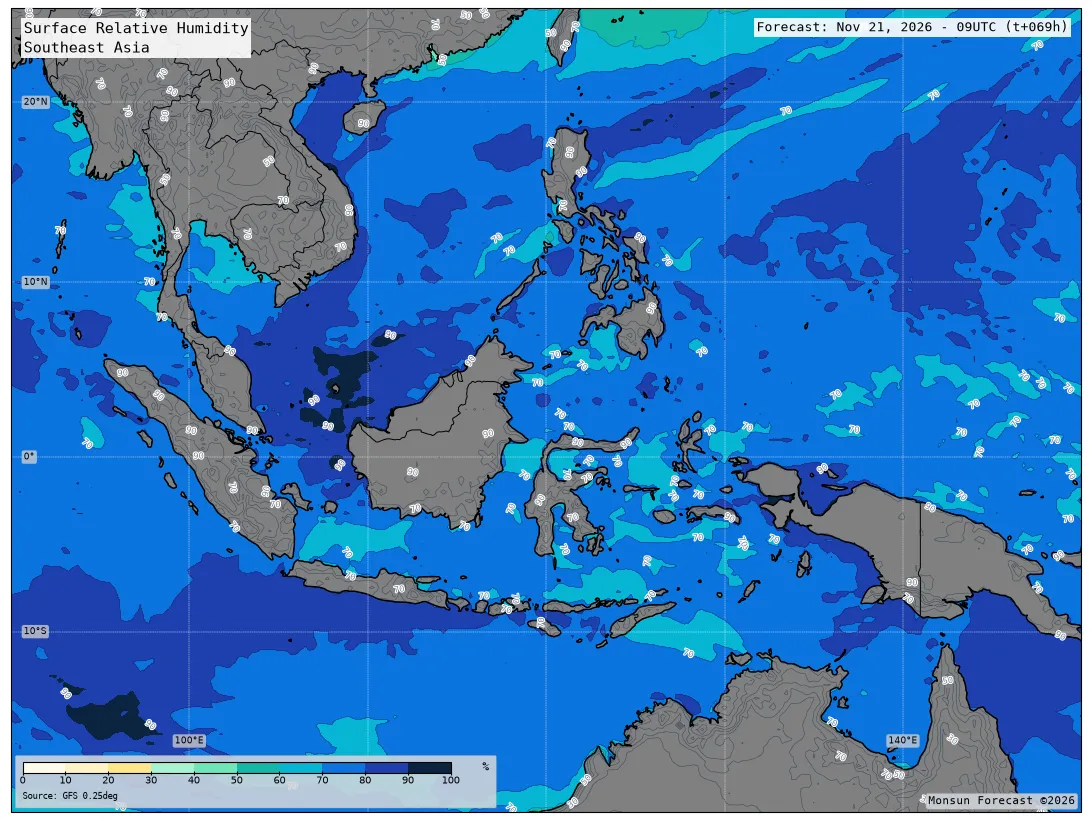 Surface Relative Humidity
Southeast Asia
Forecast: Nov 21, 2026 - 09UTC (t+069h)
20°N
10°N
0°
10°S
100°E
140°E
0 10 20 30 40 50 60 70 80 90 100
%
Source: GFS 0.25deg
Monsun Forecast ©2026